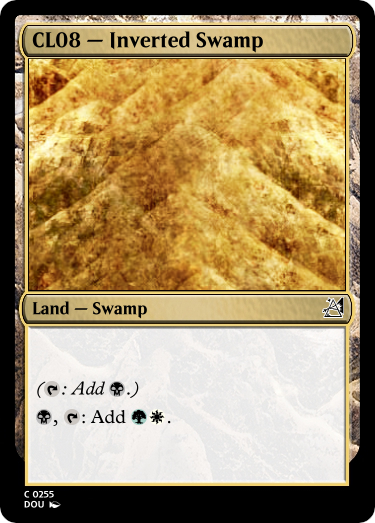 CL08 — Inverted Swamp
Land — Swamp
(: Add .)
, : Add .
C 0255
DOU